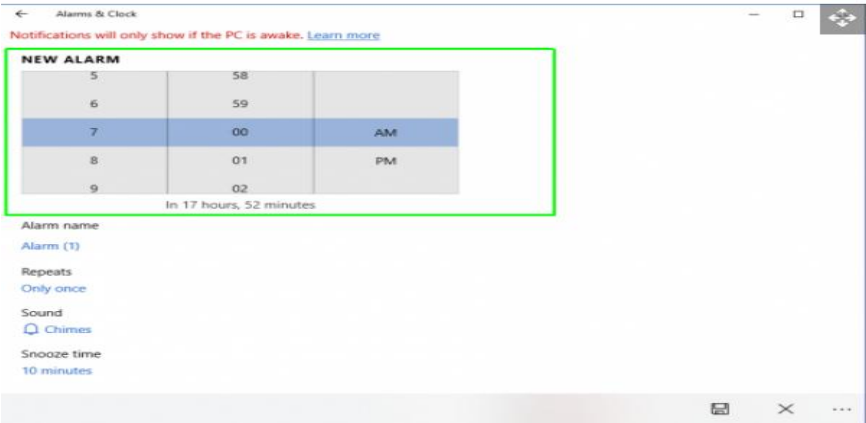 Alarms & Clock
Notifications will only show if the PC is awake. Learn more
NEW ALARM
5 58
6 59
7 00 AM
8 01 PM
9 02
In 17 hours, 52 minutes
Alarm name
Alarm (1)
Repeats
Only once
Sound
Chimes
Snooze time
10 minutes